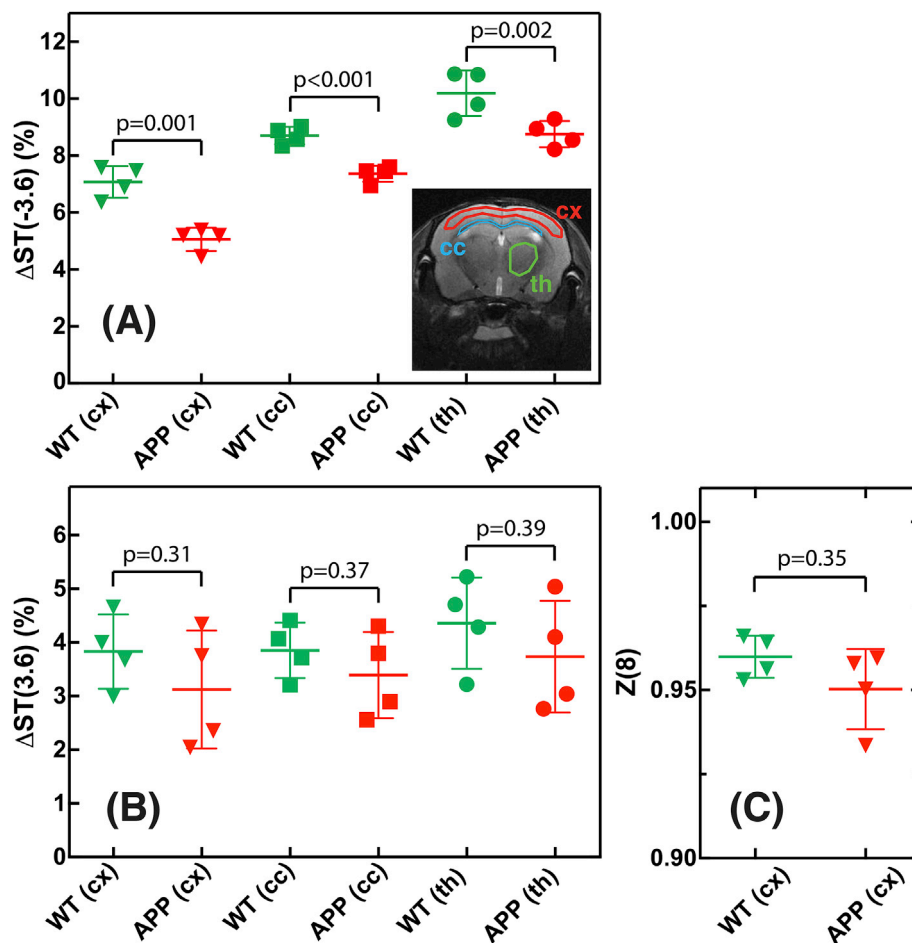 12
10
8
6
4
2
0
ΔST(-3.6) (%)
p=0.001
p<0.001
p=0.002
cx
cc
th
(A)
WT (cx)
APP (cx)
WT (cc)
APP (cc)
WT (th)
APP (th)
6
5
4
3
2
1
0
ΔST(3.6) (%)
p=0.31
p=0.37
p=0.39
(B)
WT (cx)
APP (cx)
WT (cc)
APP (cc)
WT (th)
APP (th)
1.00
0.95
0.90
Z(8)
p=0.35
(C)
WT (cx)
APP (cx)